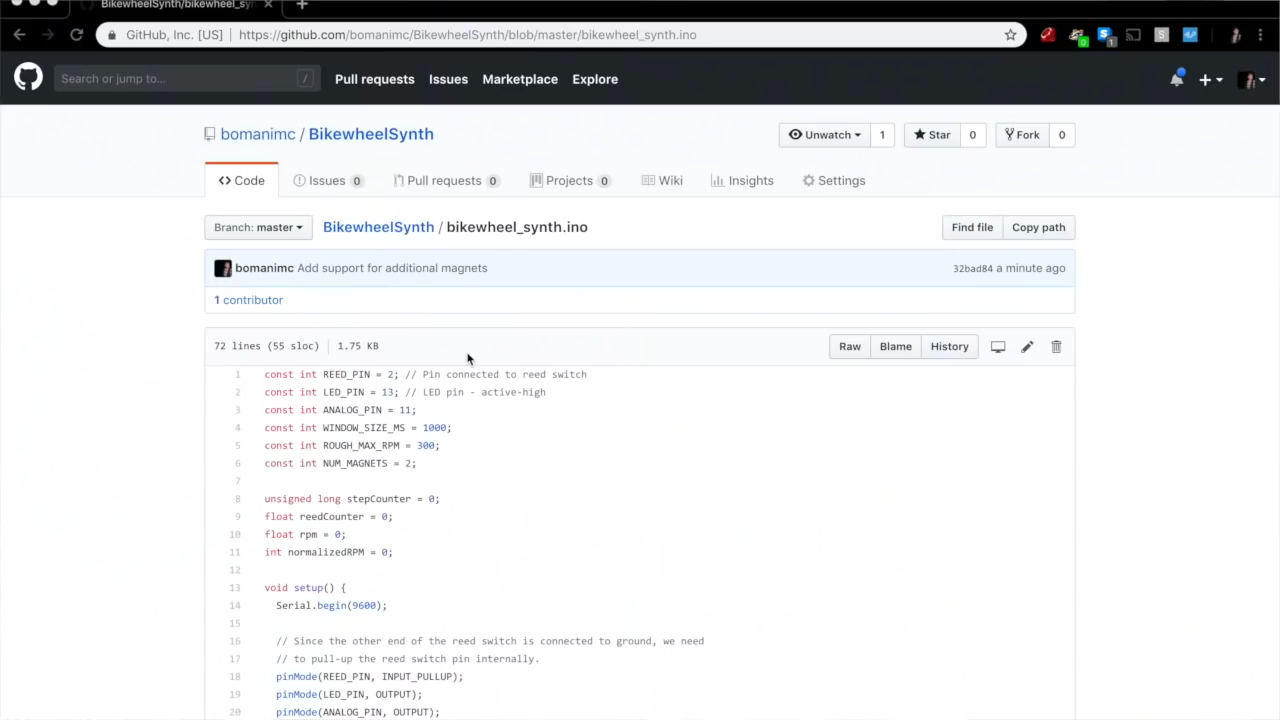 BikewheelSynth/bikewheel_syn
GitHub, Inc. [US] | https://github.com/bomanimc/BikewheelSynth/blob/master/bikewheel_synth.ino
0
1
S
Search or jump to... /
Pull requests Issues Marketplace Explore
bomanimc / BikewheelSynth
Unwatch 1 Star 0 Fork 0
<> Code Issues 0 Pull requests 0 Projects 0 Wiki Insights Settings
Branch: master BikewheelSynth / bikewheel_synth.ino Find file Copy path
bomanimc Add support for additional magnets 32bad84 a minute ago
1 contributor
72 lines (55 sloc) 1.75 KB Raw Blame History
1 const int REED_PIN = 2; // Pin connected to reed switch
2 const int LED_PIN = 13; // LED pin - active-high
3 const int ANALOG_PIN = 11;
4 const int WINDOW_SIZE_MS = 1000;
5 const int ROUGH_MAX_RPM = 300;
6 const int NUM_MAGNETS = 2;
7
8 unsigned long stepCounter = 0;
9 float reedCounter = 0;
10 float rpm = 0;
11 int normalizedRPM = 0;
12
13 void setup() {
14 Serial.begin(9600);
15
16 // Since the other end of the reed switch is connected to ground, we need
17 // to pull-up the reed switch pin internally.
18 pinMode(REED_PIN, INPUT_PULLUP);
19 pinMode(LED_PIN, OUTPUT);
20 pinMode(ANALOG_PIN, OUTPUT);